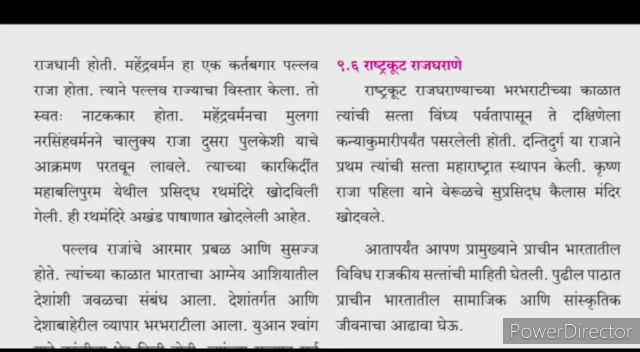 राजधानी होती. महेंद्रवर्मन हा एक कर्तबगार पल्लव
राजा होता. त्याने पल्लव राज्याचा विस्तार केला. तो
स्वतः नाटककार होता. महेंद्रवर्मनचा मुलगा
नरसिंहवर्मनने चालुक्य राजा दुसरा पुलकेशी याचे
आक्रमण परतवून लावले. त्याच्या कारकिर्दीत
महाबलिपुरम येथील प्रसिद्ध रथमंदिरे खोदविली
गेली. ही रथमंदिरे अखंड पाषाणात खोदलेली आहेत.
पल्लव राजांचे आरमार प्रबळ आणि सुसज्ज
होते. त्यांच्या काळात भारताचा आग्नेय आशियातील
देशांशी जवळचा संबंध आला. देशांतर्गत आणि
देशाबाहेरील व्यापार भरभराटीला आला. युआन श्वांग
९.६ राष्ट्रकूट राजघराणे
राष्ट्रकूट राजघराण्याच्या भरभराटीच्या काळात
त्यांची सत्ता विंध्य पर्वतापासून ते दक्षिणेला
कन्याकुमारीपर्यंत पसरलेली होती. दन्तिदुर्ग या राजाने
प्रथम त्यांची सत्ता महाराष्ट्रात स्थापन केली. कृष्ण
राजा पहिला याने वेरूळचे सुप्रसिद्ध कैलास मंदिर
खोदवले.
आतापर्यंत आपण प्रामुख्याने प्राचीन भारतातील
विविध राजकीय सत्तांची माहिती घेतली. पुढील पाठात
प्राचीन भारतातील सामाजिक आणि सांस्कृतिक
जीवनाचा आढावा घेऊ.
PowerDirector